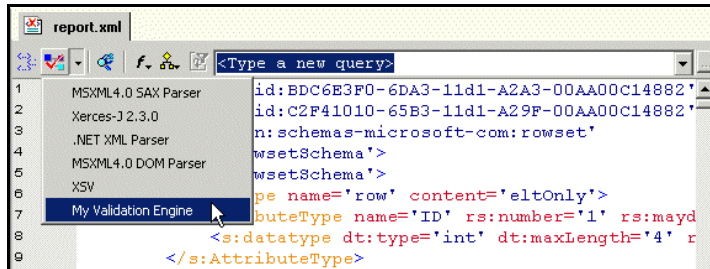 report.xml
<Type a new query>
MSXML4.0 SAX Parser
Xerces-J 2.3.0
.NET XML Parser
MSXML4.0 DOM Parser
XSV
My Validation Engine
1 id:BDC6E3F0-6DA3-11d1-A2A3-00AA00C14882'
2 id:C2F41010-65B3-11d1-A29F-00AA00C14882'
3 n:schemas-microsoft-com:rowset'
4 wsetSchema'>
5 wsetSchema'>
6 pe name='row' content='eltOnly'>
7 buteType name='ID' rs:number='1' rs:mayd
8 <s:datatype dt:type='int' dt:maxLength='4' r
9 </s:AttributeType>